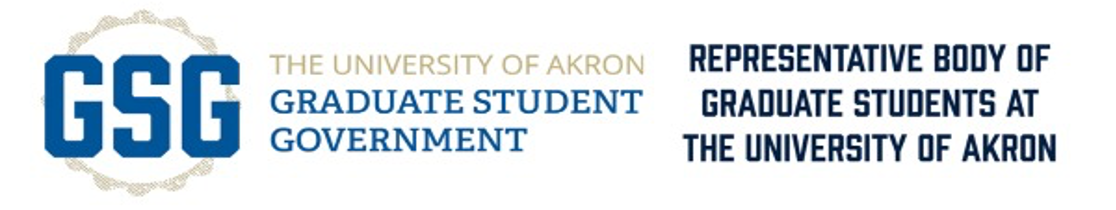 GSG
THE UNIVERSITY OF AKRON
GRADUATE STUDENT
GOVERNMENT
REPRESENTATIVE BODY OF
GRADUATE STUDENTS AT
THE UNIVERSITY OF AKRON